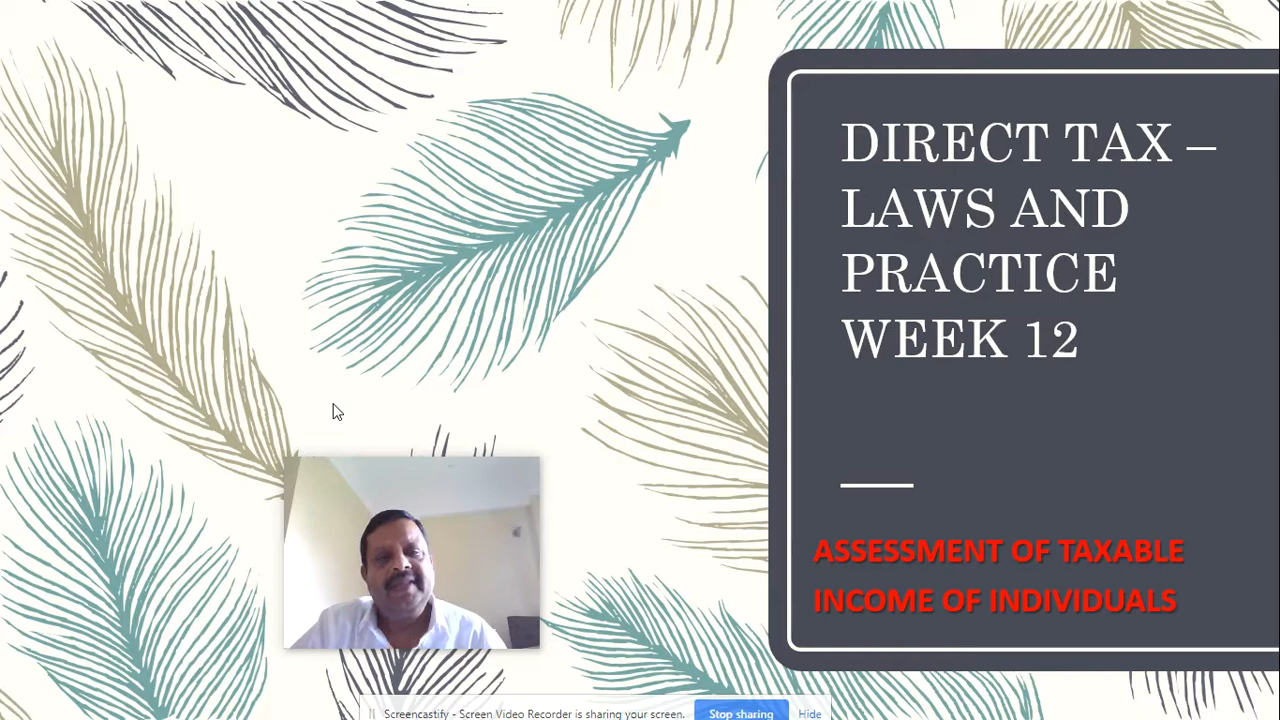 DIRECT TAX –
LAWS AND
PRACTICE
WEEK 12
ASSESSMENT OF TAXABLE
INCOME OF INDIVIDUALS
Screencastify - Screen Video Recorder is sharing your screen.
Stop sharing
Hide